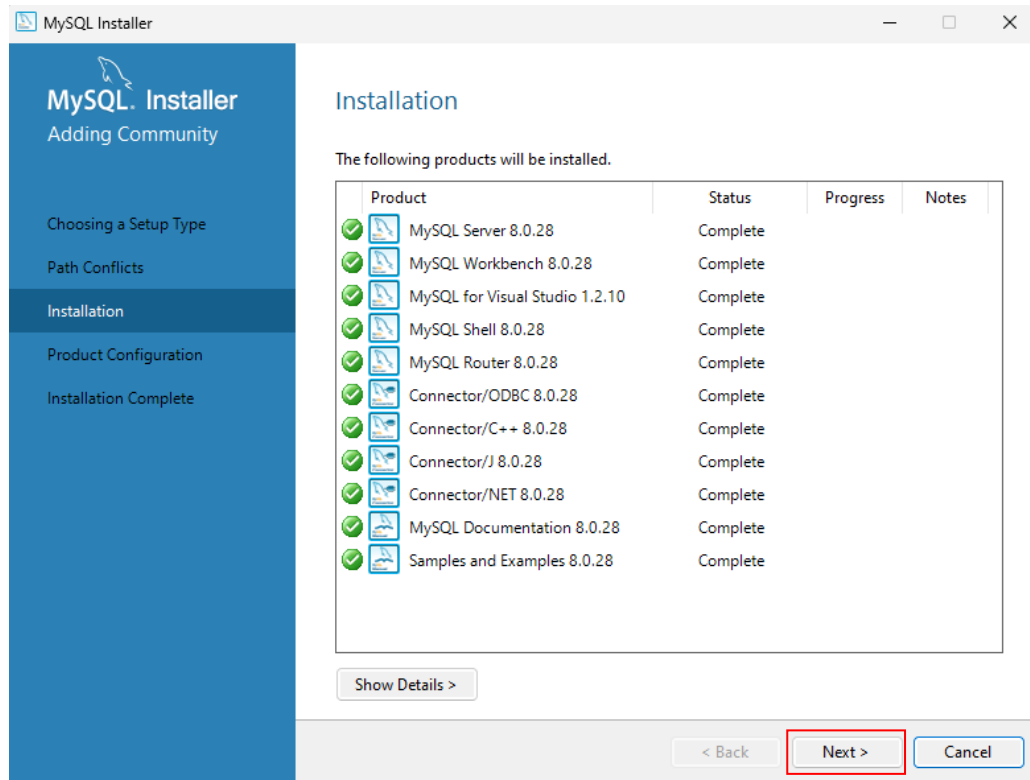 MySQL Installer
MySQL. Installer
Adding Community
Choosing a Setup Type
Path Conflicts
Installation
Product Configuration
Installation Complete
Installation
The following products will be installed.
Product Status Progress Notes
MySQL Server 8.0.28 Complete
MySQL Workbench 8.0.28 Complete
MySQL for Visual Studio 1.2.10 Complete
MySQL Shell 8.0.28 Complete
MySQL Router 8.0.28 Complete
Connector/ODBC 8.0.28 Complete
Connector/C++ 8.0.28 Complete
Connector/J 8.0.28 Complete
Connector/NET 8.0.28 Complete
MySQL Documentation 8.0.28 Complete
Samples and Examples 8.0.28 Complete
Show Details >
< Back Next > Cancel